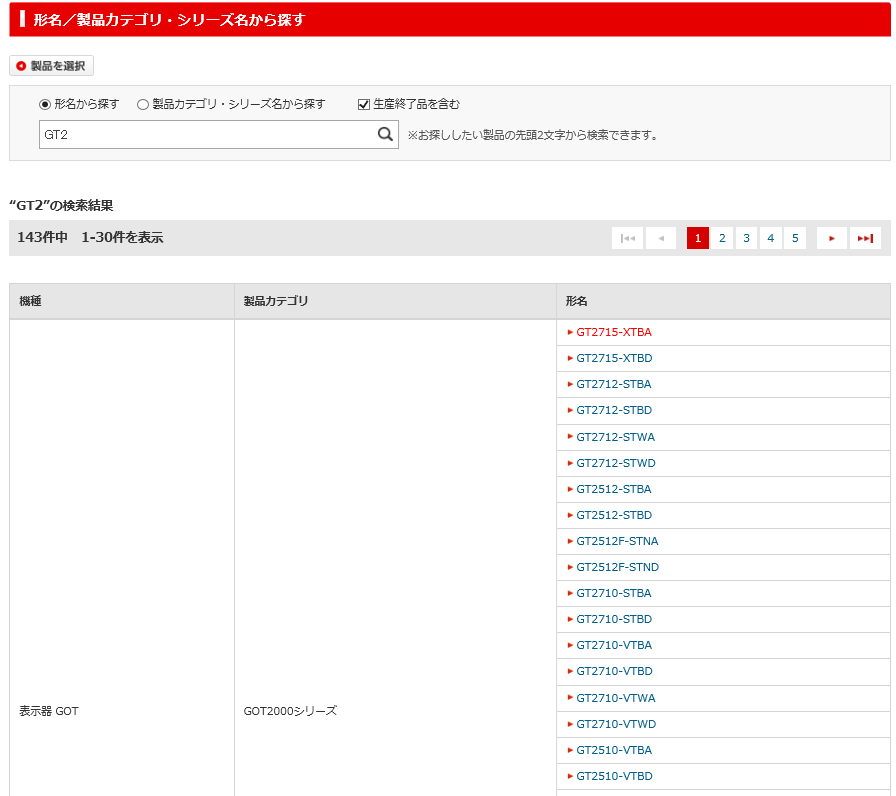 形名／製品カテゴリ・シリーズ名から探す
製品を選択
形名から探す 製品カテゴリ・シリーズ名から探す 生産終了品を含む
GT2 ※お探ししたい製品の先頭2文字から検索できます。
“GT2”の検索結果
143件中 1-30件を表示 1 2 3 4 5
機種 製品カテゴリ 形名
GT2715-XTBA
GT2715-XTBD
GT2712-STBA
GT2712-STBD
GT2712-STWA
GT2712-STWD
GT2512-STBA
GT2512-STBD
GT2512F-STNA
GT2512F-STND
GT2710-STBA
GT2710-STBD
GT2710-VTBA
GT2710-VTBD
GT2710-VTWA
表示器 GOT GOT2000シリーズ
GT2710-VTWD
GT2510-VTBA
GT2510-VTBD